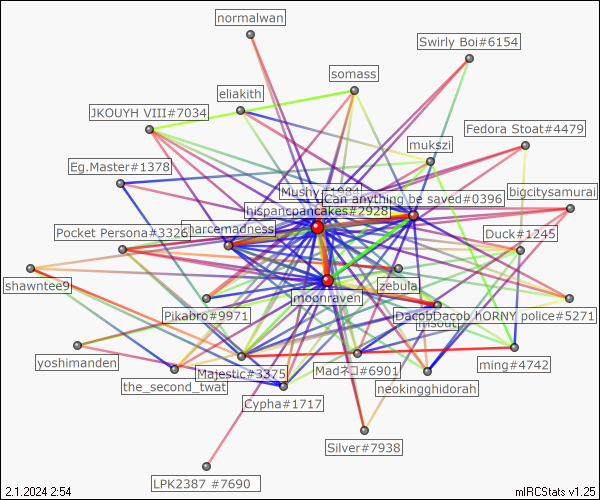 normalwan
Swirly Boi#6154
somass
eliakith
JKOUYH VIII#7034
Fedora Stoat#4479
mukszi
Eg.Master#1378
Mushy#1984
bigcitysamurai
Can anything be saved#0396
hispancpancakes#2928
Pocket Persona#3326
narcemadness
Duck#1245
shawntee9
zebula
moonraven
Pikabro#9971
DacobDacob
hORNY police#5271
yoshimanden
ming#4742
Majestic#3375
Madネコ#6901
the_second_twat
neokingghidorah
Cypha#1717
Silver#7938
LPK2387 #7690
2.1.2024 2:54
mIRCStats v1.25